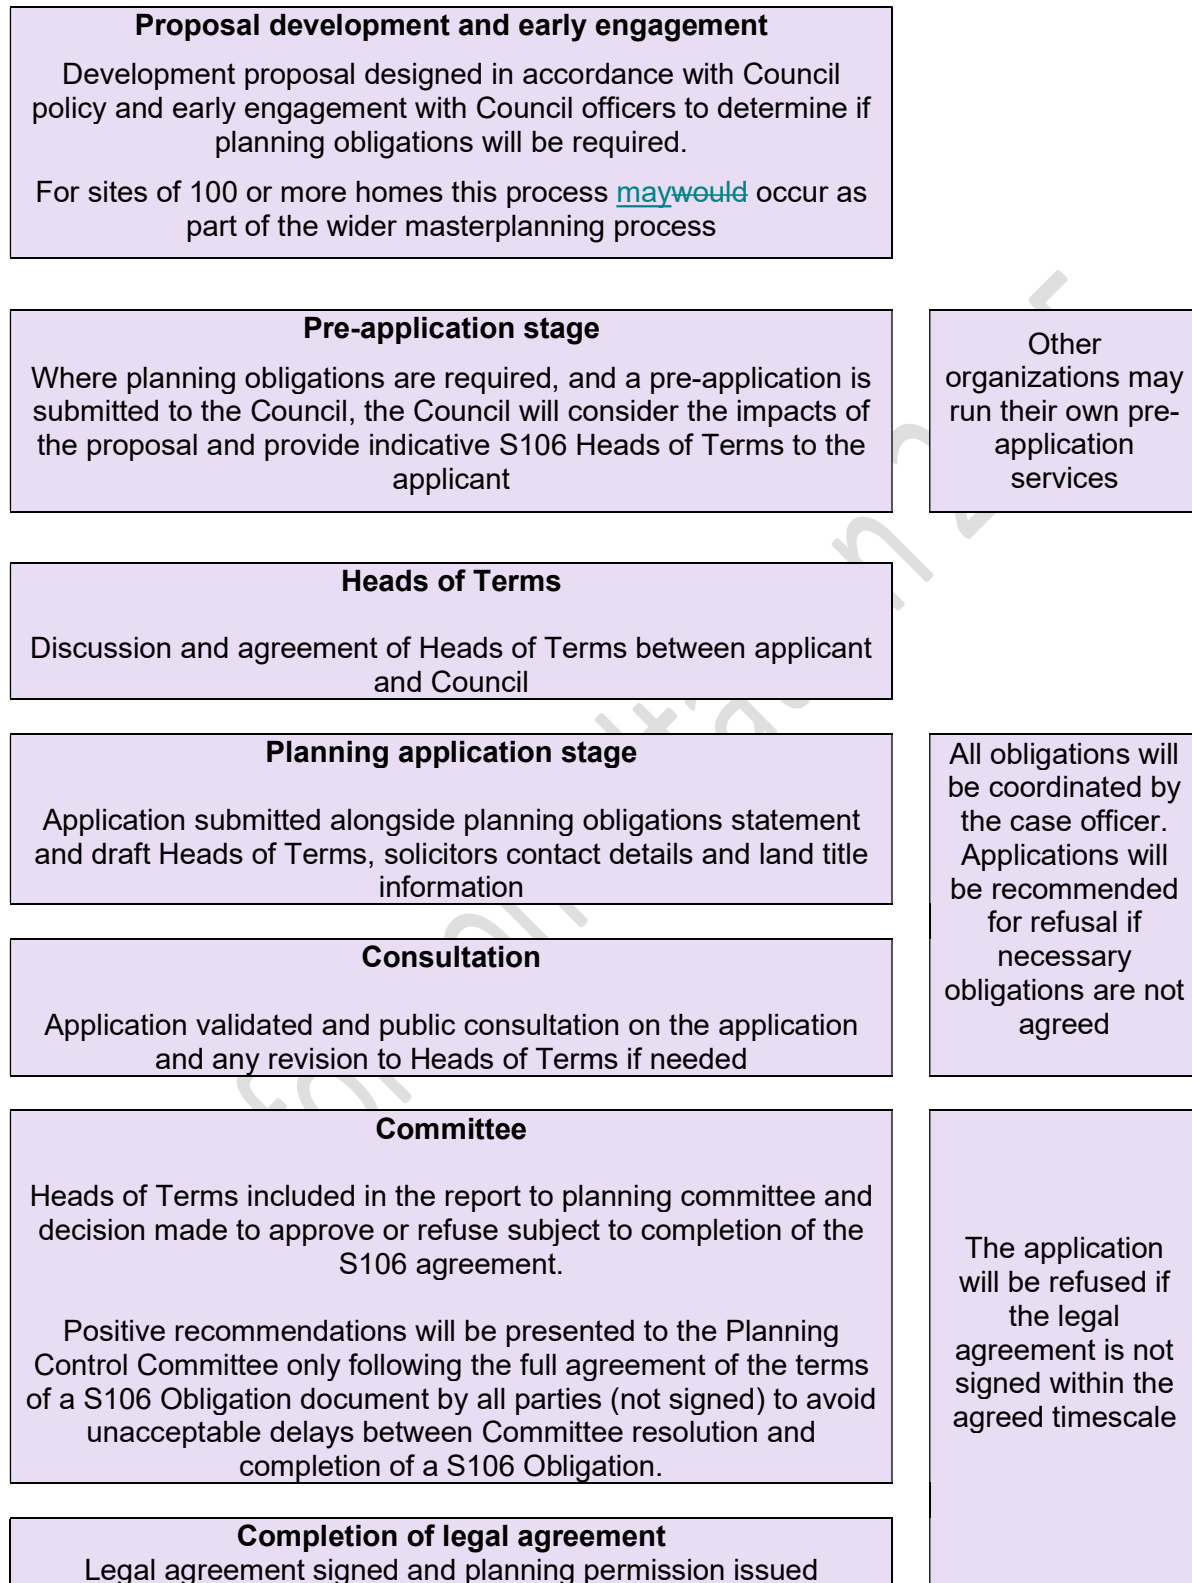 Proposal development and early engagement
Development proposal designed in accordance with Council
policy and early engagement with Council officers to determine if
planning obligations will be required.
For sites of 100 or more homes this process maywould occur as
part of the wider masterplanning process
Pre-application stage
Where planning obligations are required, and a pre-application is
submitted to the Council, the Council will consider the impacts of
the proposal and provide indicative S106 Heads of Terms to the
applicant
Other
organizations may
run their own pre-
application
services
Heads of Terms
Discussion and agreement of Heads of Terms between applicant
and Council
Planning application stage
Application submitted alongside planning obligations statement
and draft Heads of Terms, solicitors contact details and land title
information
Consultation
Application validated and public consultation on the application
and any revision to Heads of Terms if needed
All obligations will
be coordinated by
the case officer.
Applications will
be recommended
for refusal if
necessary
obligations are not
agreed
Committee
Heads of Terms included in the report to planning committee and
decision made to approve or refuse subject to completion of the
S106 agreement.
Positive recommendations will be presented to the Planning
Control Committee only following the full agreement of the terms
of a S106 Obligation document by all parties (not signed) to avoid
unacceptable delays between Committee resolution and
completion of a S106 Obligation.
The application
will be refused if
the legal
agreement is not
signed within the
agreed timescale
Completion of legal agreement
Legal agreement signed and planning permission issued